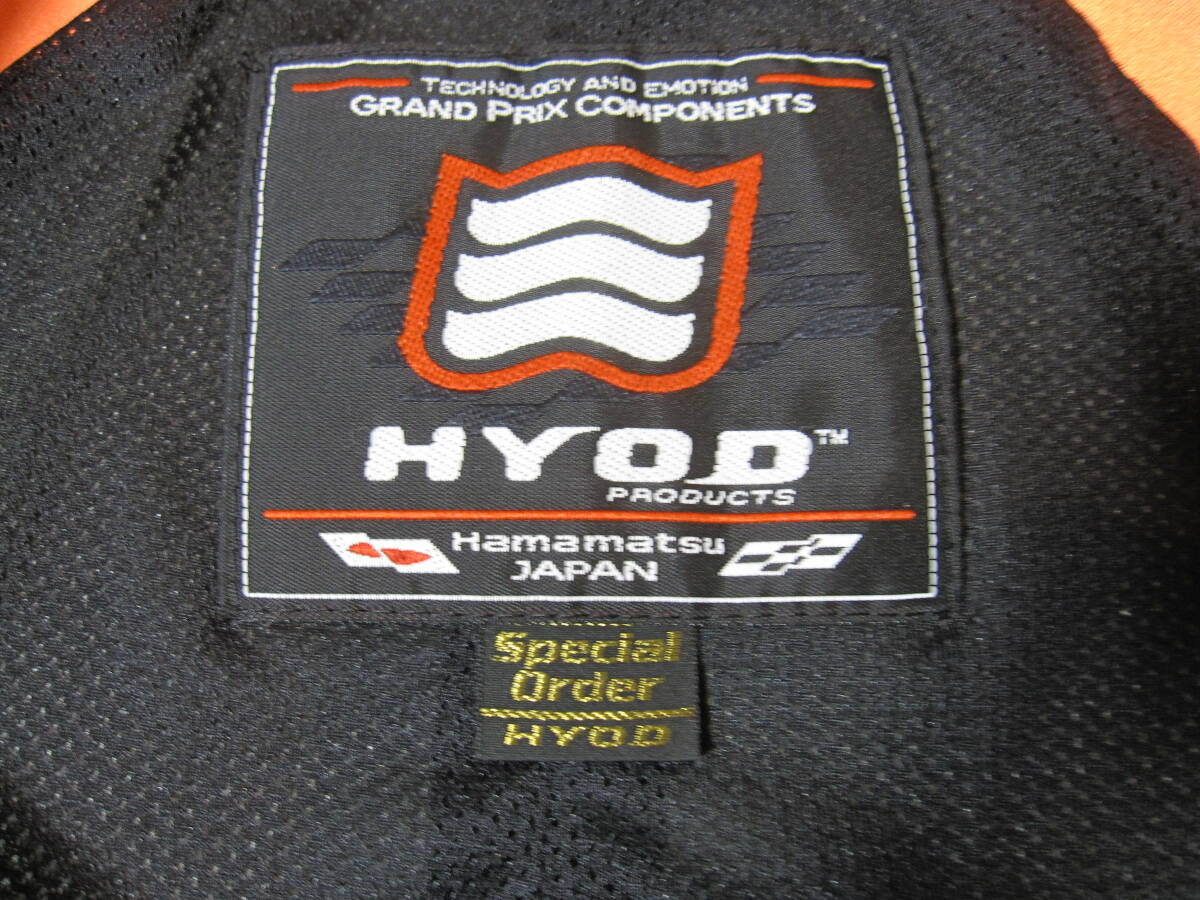 TECHNOLOGY AND EMOTION
GRAND PRIX COMPONENTS
HYOD™
PRODUCTS
Hamamatsu
JAPAN
Special
Order
HYOD